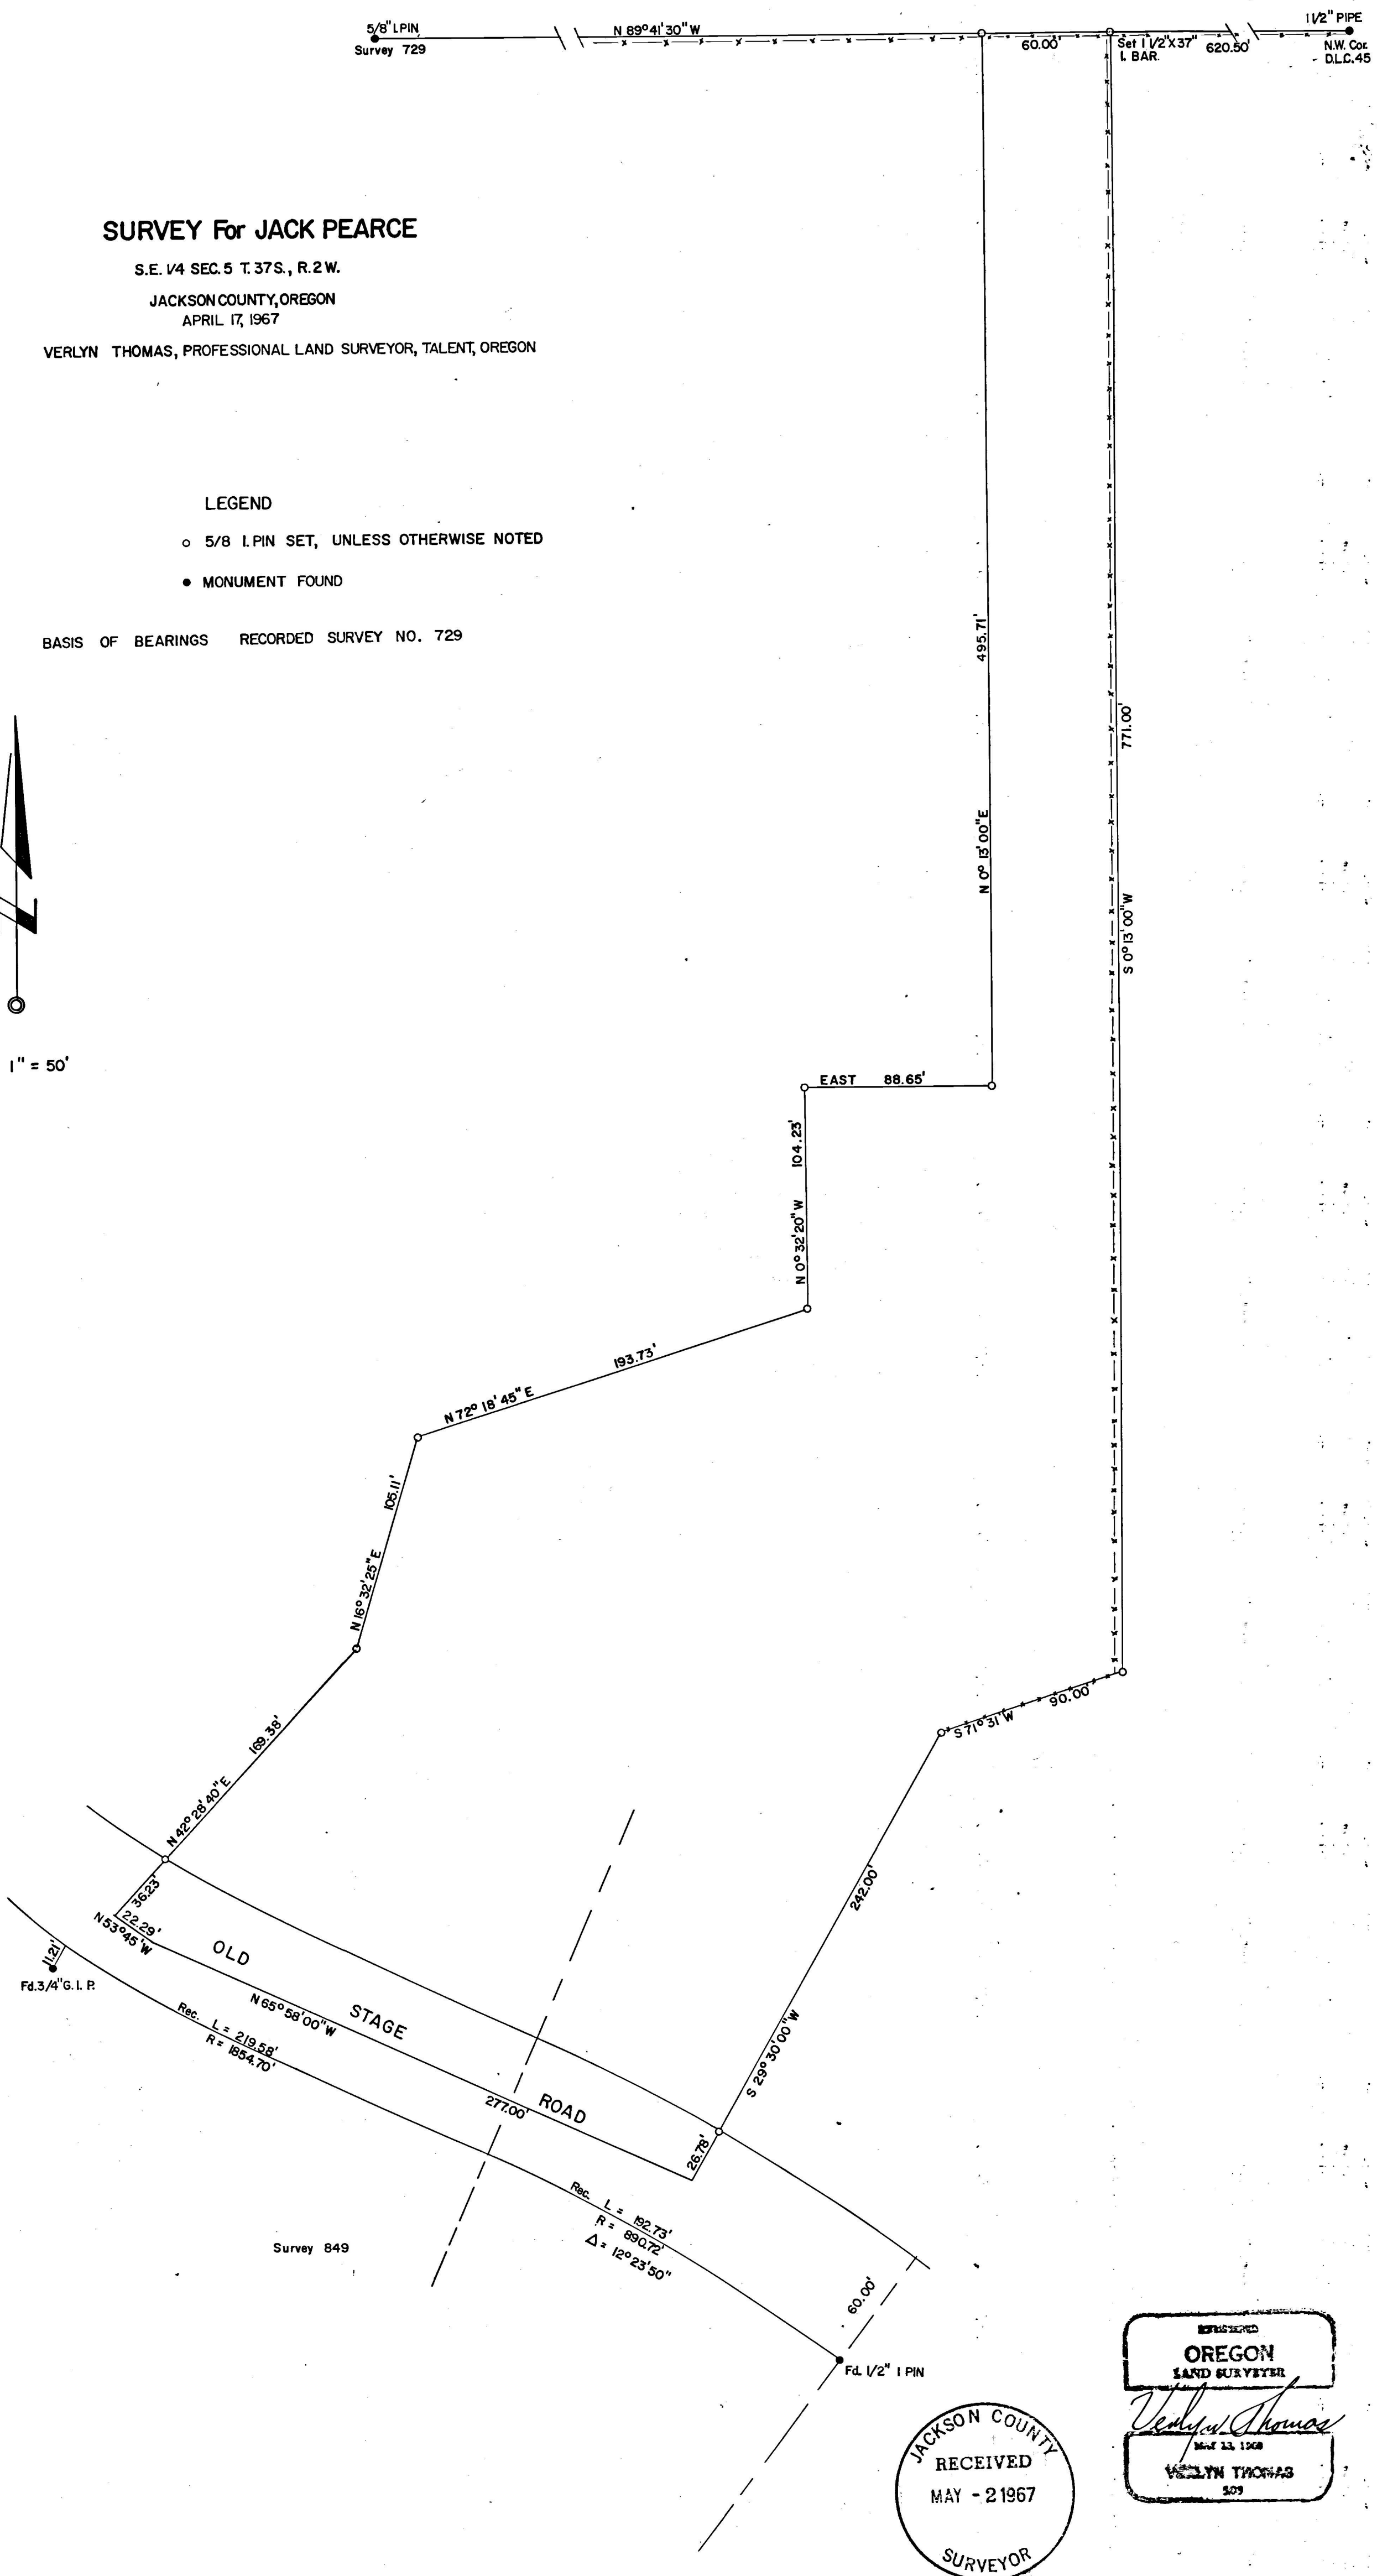 5/8" I.PIN
Survey 729
N 89°41'30" W
60.00'
Set 1 1/2"X37"
I. BAR.
620.50'
1 1/2" PIPE
N.W. Cor.
D.L.C. 45
SURVEY For JACK PEARCE
S.E. 1/4 SEC. 5 T. 37 S., R. 2 W.
JACKSON COUNTY, OREGON
APRIL 17, 1967
VERLYN THOMAS, PROFESSIONAL LAND SURVEYOR, TALENT, OREGON
LEGEND
5/8 I. PIN SET, UNLESS OTHERWISE NOTED
MONUMENT FOUND
BASIS OF BEARINGS RECORDED SURVEY NO. 729
495.71'
N 0° 13' 00" E
771.00'
S 0° 13' 00" W
1" = 50'
EAST 88.65'
104.23'
N 0° 32' 20" W
193.73'
N 72° 18' 45" E
105.11'
N 16° 32' 25" E
90.00'
S 71° 31' W
169.38'
N 42° 28' 40" E
242.00'
S 29° 30' 00" W
36.23'
22.29'
N 53° 45' W
11.21'
Fd. 3/4" G. I. P.
OLD STAGE ROAD
N 65° 58' 00" W
277.00'
26.78'
Rec. L = 219.58'
R = 1854.70'
Rec. L = 192.73'
R = 890.72'
Δ = 12° 23' 50"
Survey 849
60.00'
Fd. 1/2" I PIN
JACKSON COUNTY
RECEIVED
MAY - 2 1967
SURVEYOR
REGISTERED
OREGON
LAND SURVEYER
Verlyn Thomas
VERLYN THOMAS
509